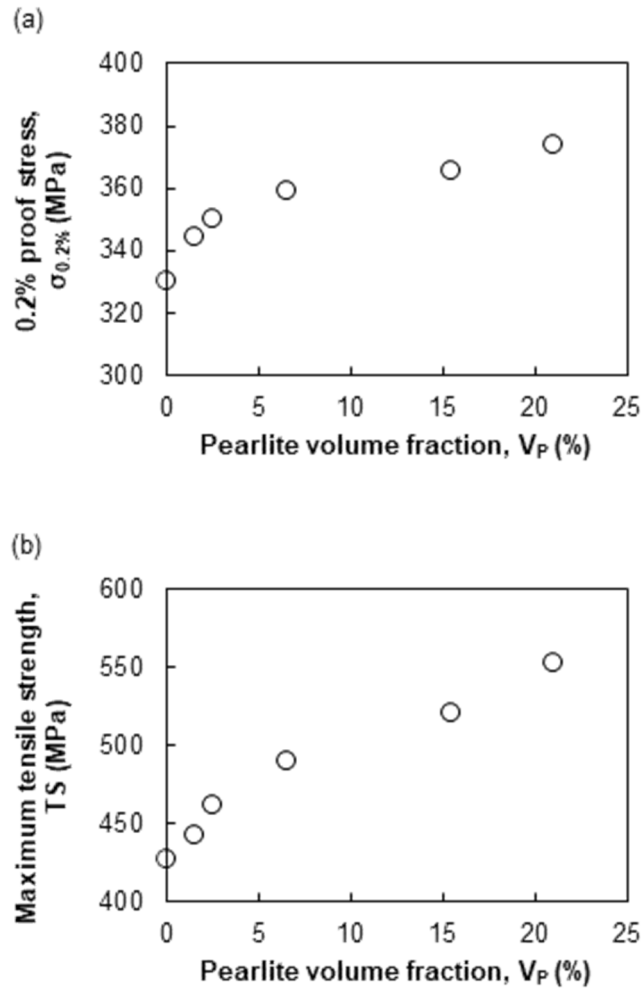 (a)
400
380
360
340
320
300
0.2% proof stress,
σ0.2% (MPa)
0 5 10 15 20 25
Pearlite volume fraction, VP (%)
(b)
600
550
500
450
400
Maximum tensile strength,
TS (MPa)
0 5 10 15 20 25
Pearlite volume fraction, VP (%)